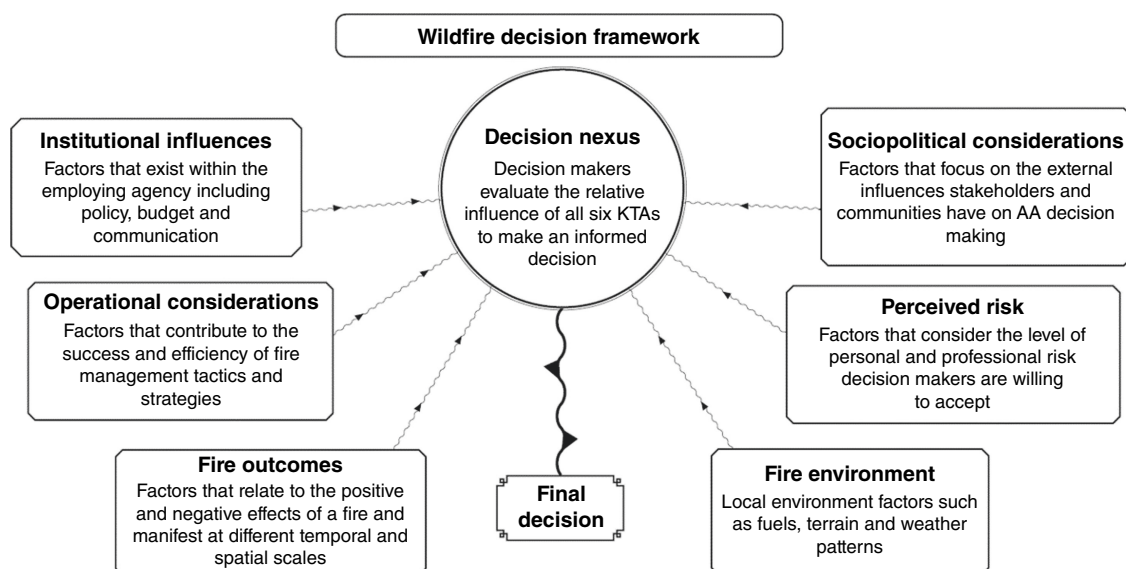 Wildfire decision framework
Institutional influences
Factors that exist within the
employing agency including
policy, budget and
communication
Operational considerations
Factors that contribute to the
success and efficiency of fire
management tactics and
strategies
Fire outcomes
Factors that relate to the positive
and negative effects of a fire and
manifest at different temporal and
spatial scales
Decision nexus
Decision makers
evaluate the relative
influence of all six KTAs
to make an informed
decision
Final
decision
Sociopolitical considerations
Factors that focus on the external
influences stakeholders and
communities have on AA decision
making
Perceived risk
Factors that consider the level of
personal and professional risk
decision makers are willing
to accept
Fire environment
Local environment factors such
as fuels, terrain and weather
patterns